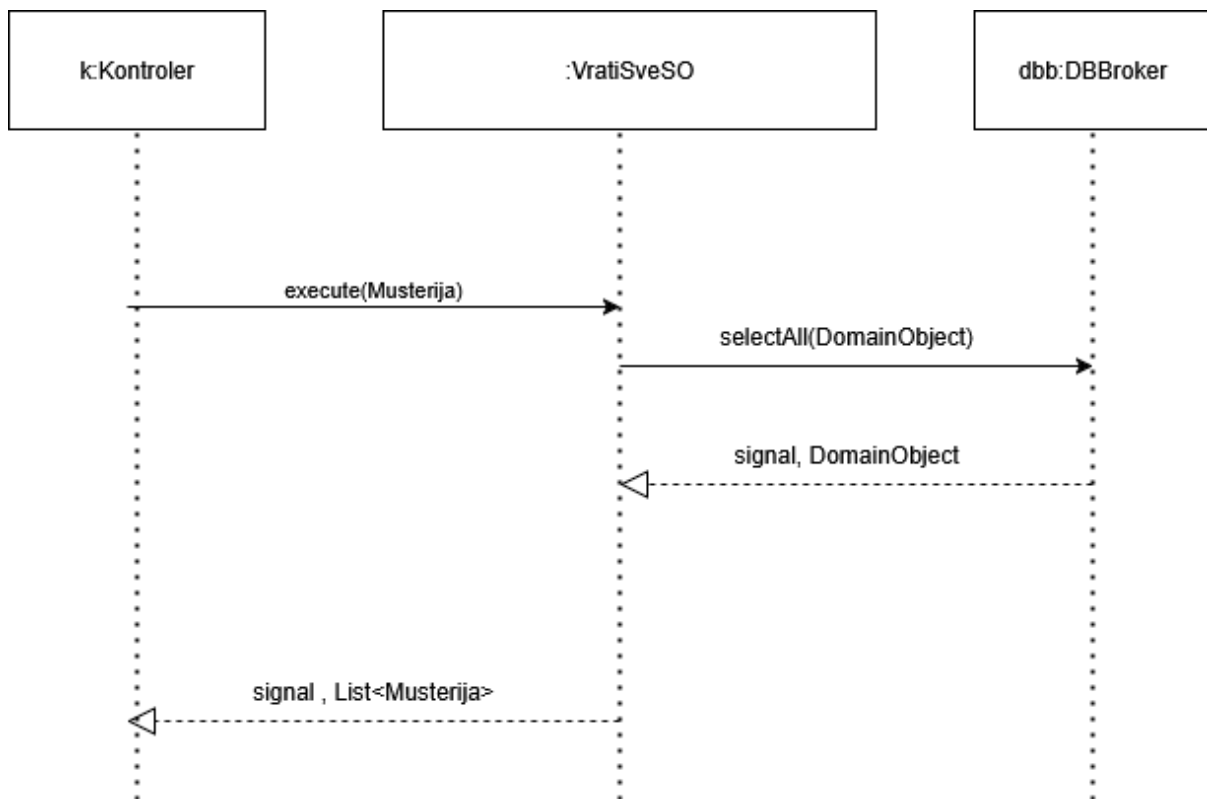 k:Kontroler
:VratiSveSO
dbb:DBBroker
execute(Musterija)
selectAll(DomainObject)
signal, DomainObject
signal , List<Musterija>